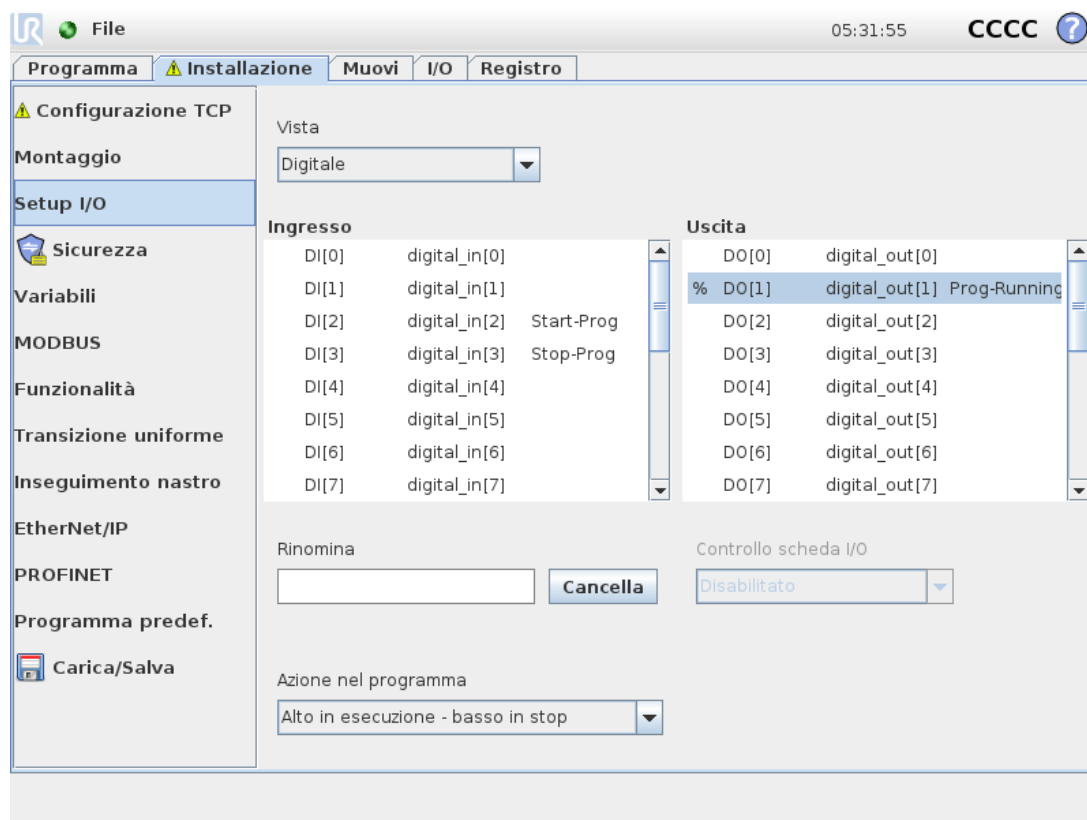 UR File 05:31:55 CCCC ?
Programma Installazione Muovi I/O Registro
Configurazione TCP
Montaggio
Setup I/O
Sicurezza
Variabili
MODBUS
Funzionalità
Transizione uniforme
Inseguimento nastro
EtherNet/IP
PROFINET
Programma predef.
Carica/Salva
Vista
Digitale
Ingresso
DI[0] digital_in[0]
DI[1] digital_in[1]
DI[2] digital_in[2] Start-Prog
DI[3] digital_in[3] Stop-Prog
DI[4] digital_in[4]
DI[5] digital_in[5]
DI[6] digital_in[6]
DI[7] digital_in[7]
Uscita
DO[0] digital_out[0]
% DO[1] digital_out[1] Prog-Running
DO[2] digital_out[2]
DO[3] digital_out[3]
DO[4] digital_out[4]
DO[5] digital_out[5]
DO[6] digital_out[6]
DO[7] digital_out[7]
Rinomina
Cancella
Controllo scheda I/O
Disabilitato
Azione nel programma
Alto in esecuzione - basso in stop